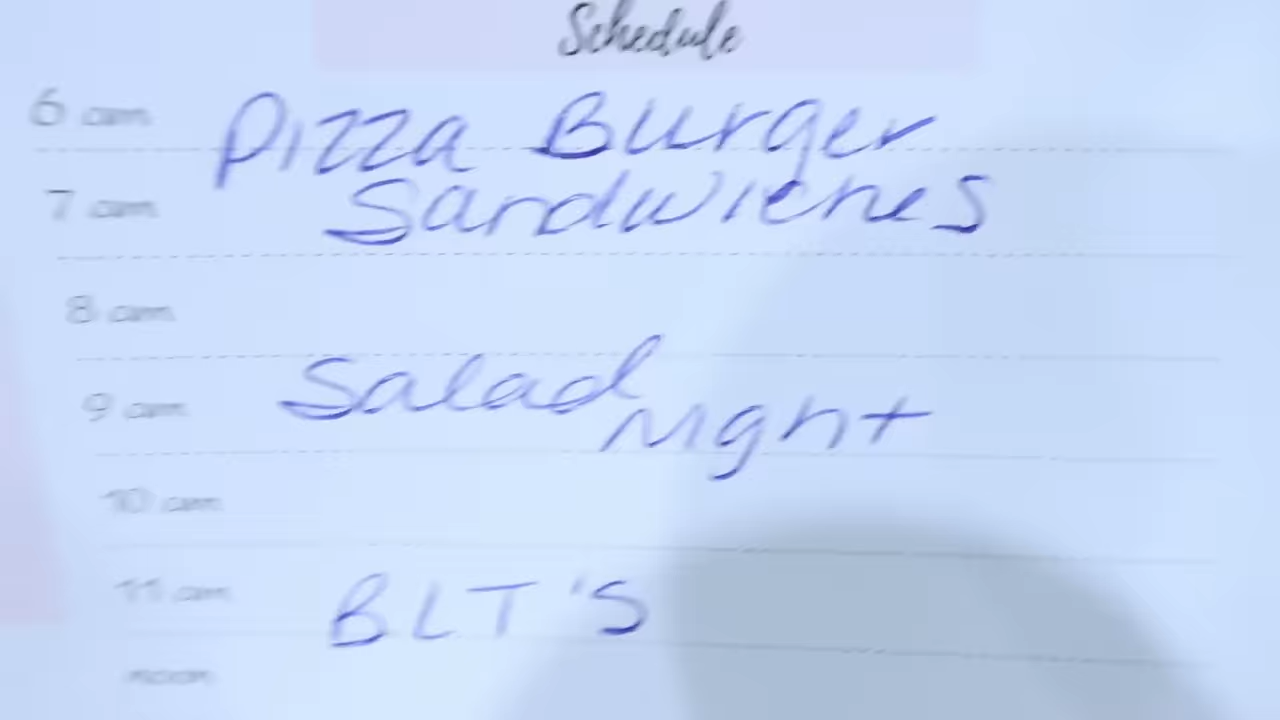 Schedule
6 am Pizza Burger
7 am Sandwiches
8 am
9 am Salad
Night
10 am
11 am BLT'S
noon